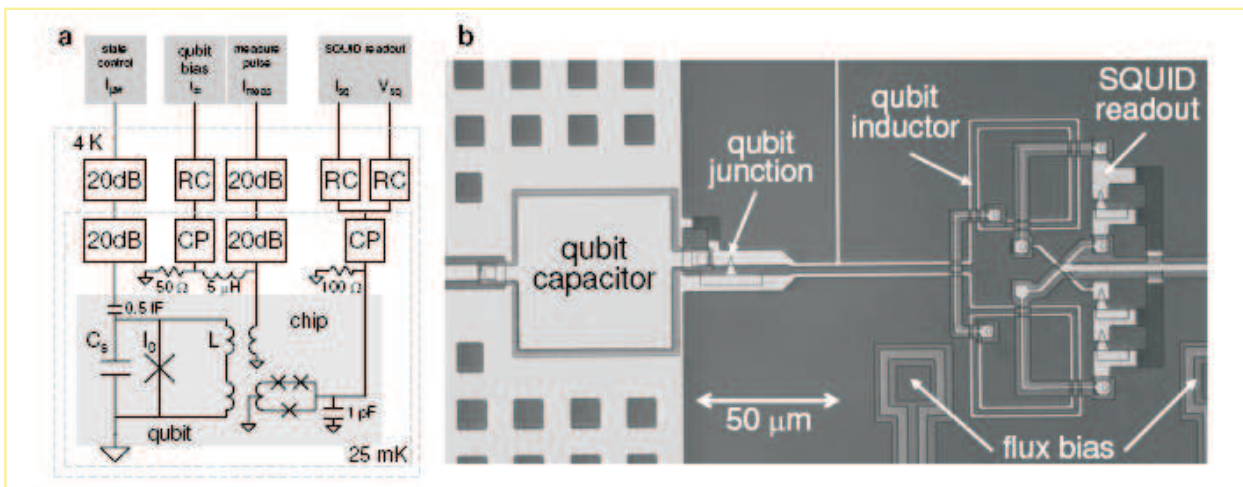 a
state
control
Iμw
qubit
bias
measure
pulse
Imeas
SQUID readout
Isq
Vsq
4 K
20dB
RC
20dB
RC
RC
20dB
CP
20dB
CP
50 Ω
5 μH
100 Ω
0.5 fF
chip
Cs
I0
L
1 pF
qubit
25 mK
b
qubit
capacitor
qubit
junction
qubit
inductor
SQUID
readout
50 μm
flux bias